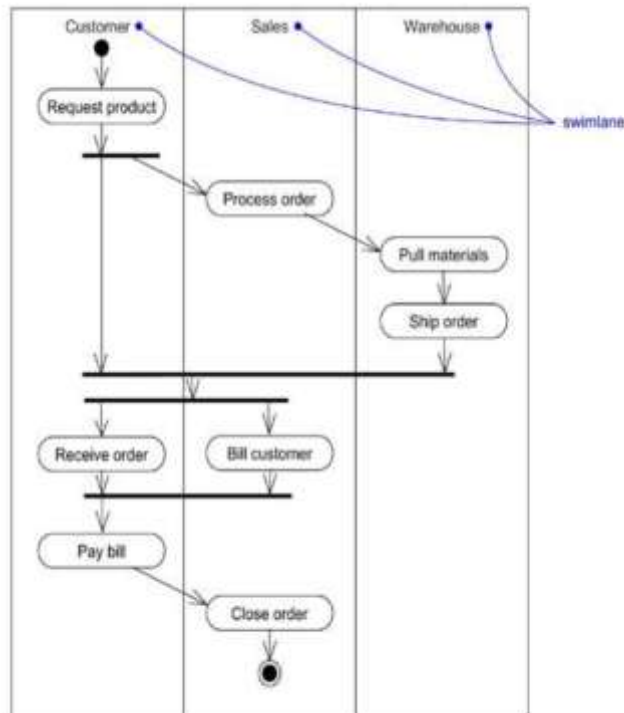 Customer
Sales
Warehouse
Request product
swimlane
Process order
Pull materials
Ship order
Receive order
Bill customer
Pay bill
Close order